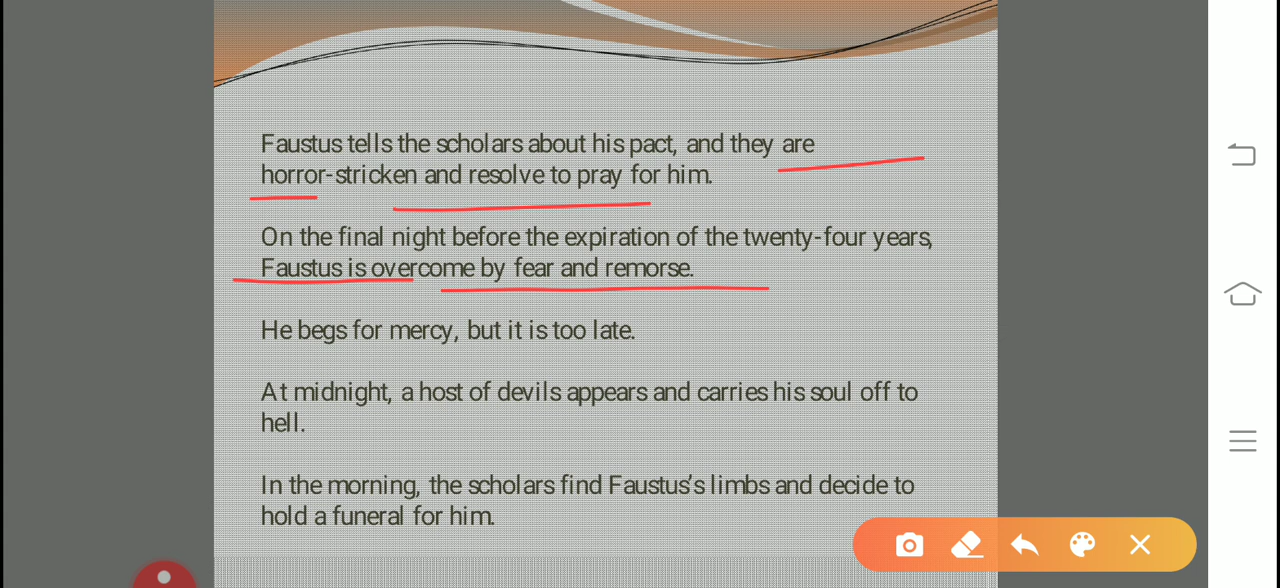 Faustus tells the scholars about his pact, and they are
horror-stricken and resolve to pray for him.
On the final night before the expiration of the twenty-four years,
Faustus is overcome by fear and remorse.
He begs for mercy, but it is too late.
At midnight, a host of devils appears and carries his soul off to
hell.
In the morning, the scholars find Faustus's limbs and decide to
hold a funeral for him.